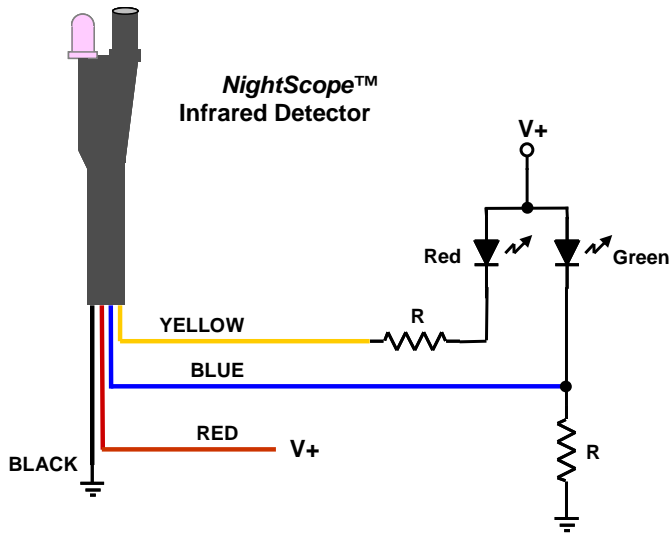 NightScope™
Infrared Detector
V+
Red
Green
R
YELLOW
BLUE
RED
V+
R
BLACK